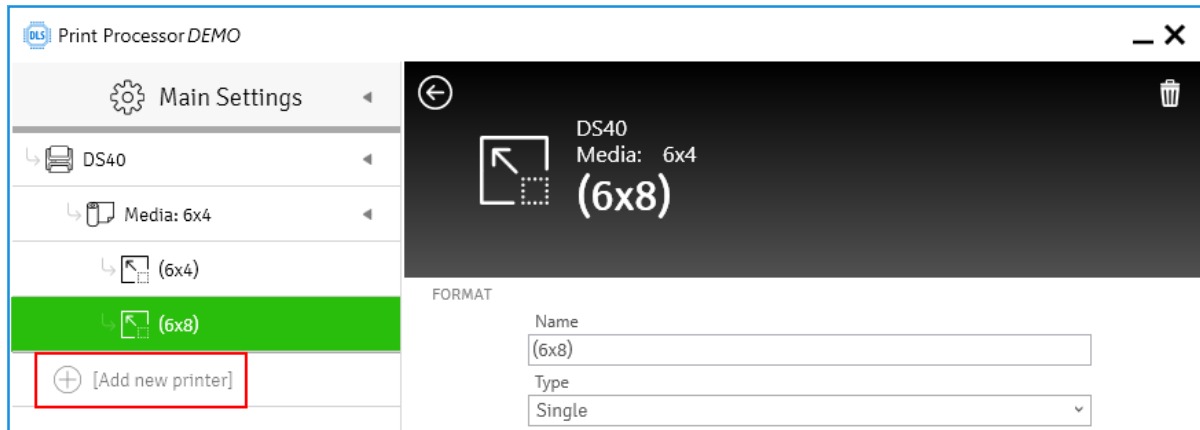 DLS Print Processor DEMO
Main Settings
DS40
Media: 6x4
(6x4)
(6x8)
[Add new printer]
DS40
Media: 6x4
(6x8)
FORMAT
Name
(6x8)
Type
Single